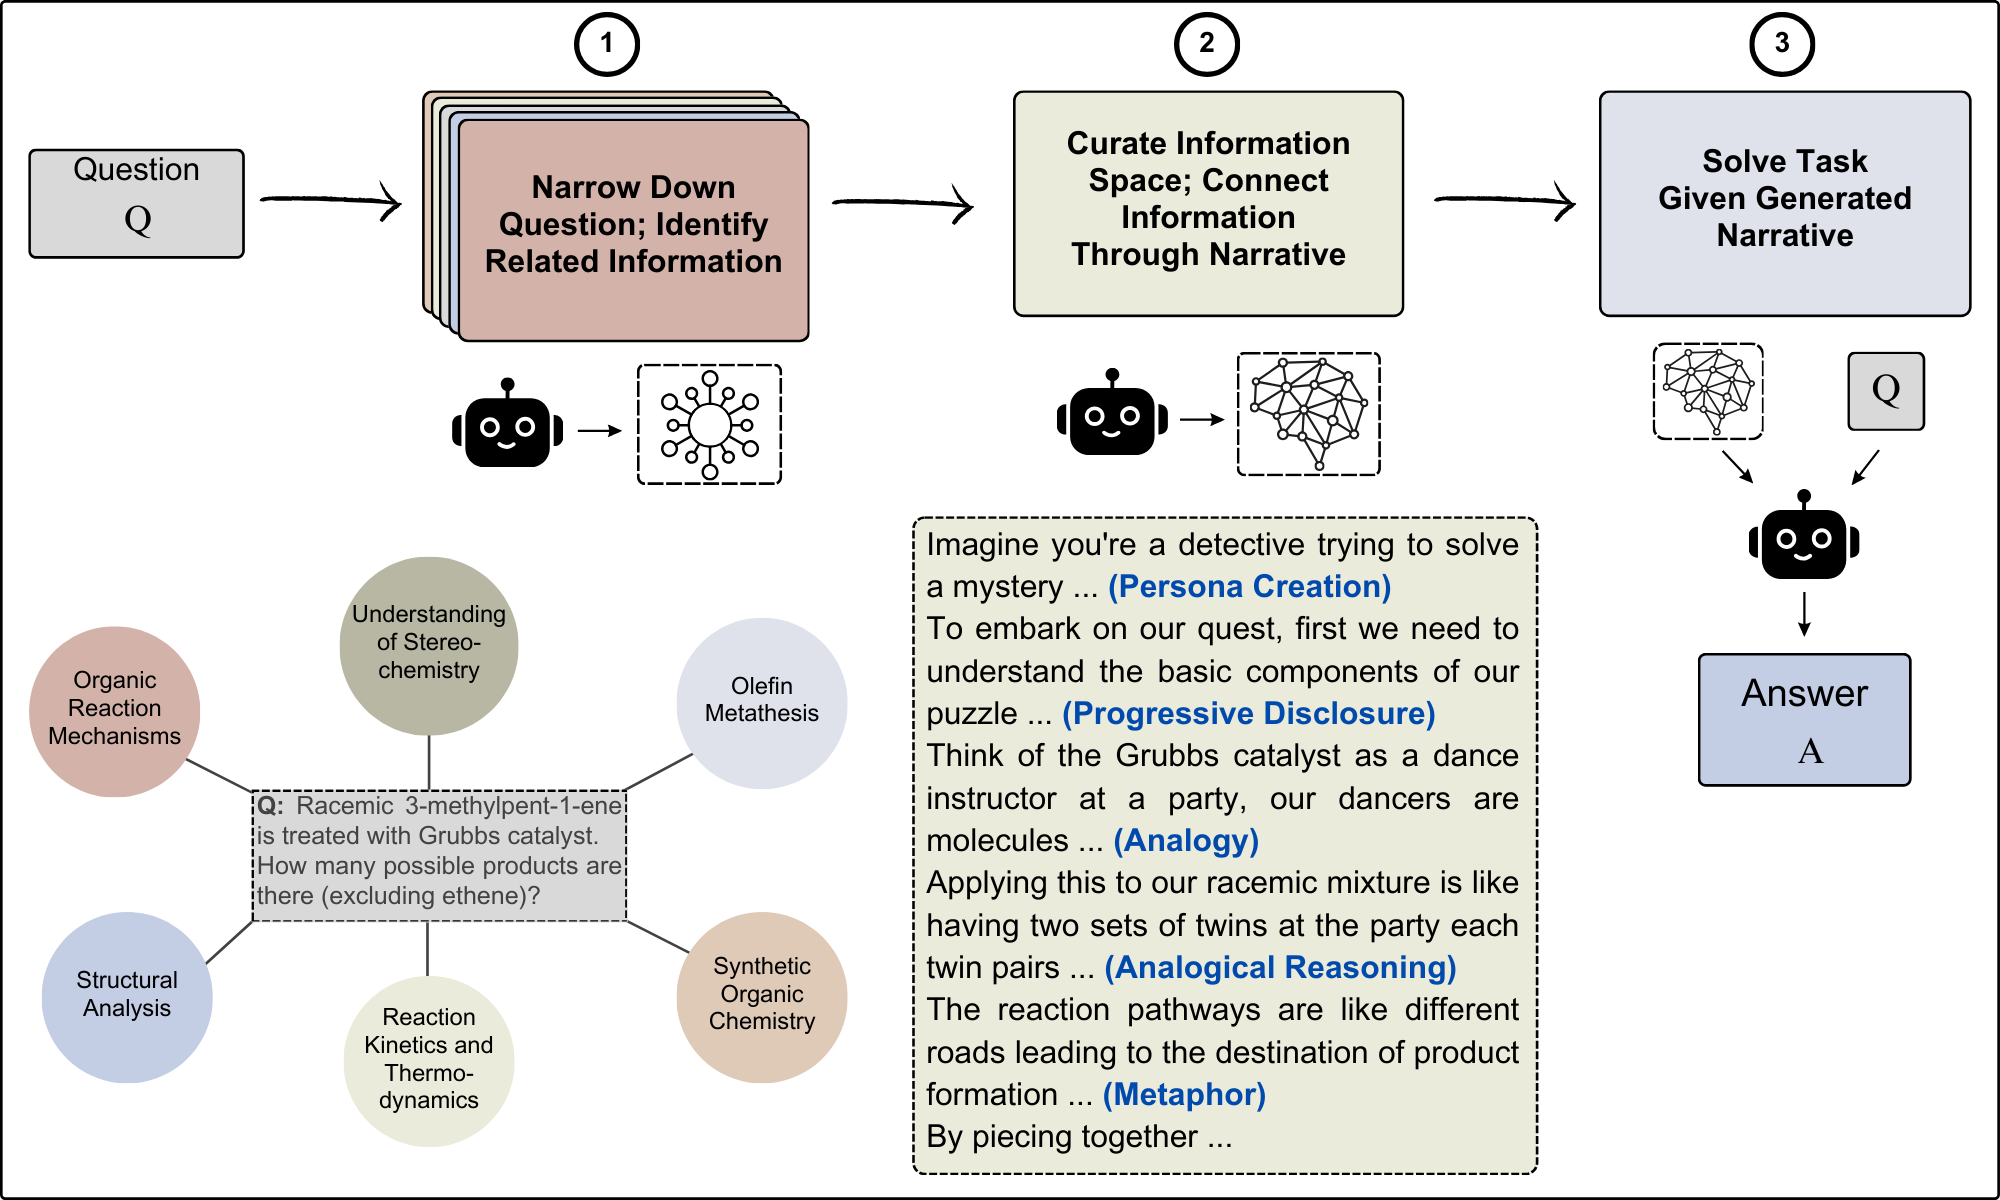 1
2
3
Question
Q
Narrow Down
Question; Identify
Related Information
Curate Information
Space; Connect
Information
Through Narrative
Solve Task
Given Generated
Narrative
Q
Answer
A
Understanding
of Stereo-
chemistry
Organic
Reaction
Mechanisms
Olefin
Metathesis
Q: Racemic 3-methylpent-1-ene
is treated with Grubbs catalyst.
How many possible products are
there (excluding ethene)?
Structural
Analysis
Reaction
Kinetics and
Thermo-
dynamics
Synthetic
Organic
Chemistry
Imagine you're a detective trying to solve
a mystery ... (Persona Creation)
To embark on our quest, first we need to
understand the basic components of our
puzzle ... (Progressive Disclosure)
Think of the Grubbs catalyst as a dance
instructor at a party, our dancers are
molecules ... (Analogy)
Applying this to our racemic mixture is like
having two sets of twins at the party each
twin pairs ... (Analogical Reasoning)
The reaction pathways are like different
roads leading to the destination of product
formation ... (Metaphor)
By piecing together ...